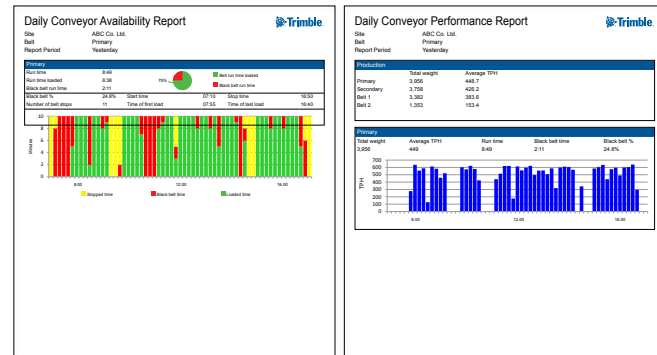 Daily Conveyor Availability Report
Trimble
Site ABC Co. Ltd.
Belt Primary
Report Period Yesterday
Primary
Run time 8:49
Run time loaded 6:38
Black belt run time 2:11
76%
Belt run time loaded
Black belt run time
Black belt % 24.8% Start time 07:10 Stop time 16:50
Number of belt stops 11 Time of first load 07:55 Time of last load 16:40
Minutes
10
8
6
4
2
0
8:00 12:00 16:00
Stopped time Black belt time Loaded time
Daily Conveyor Performance Report
Trimble
Site ABC Co. Ltd.
Belt Primary
Report Period Yesterday
Production
Total weight Average TPH
Primary 3,956 448.7
Secondary 3,758 426.2
Belt 1 3,382 383.6
Belt 2 1,353 153.4
Primary
Total weight Average TPH Run time Black belt time Black belt %
3,956 449 8:49 2:11 24.8%
TPH
700
600
500
400
300
200
100
0
8:00 12:00 16:00